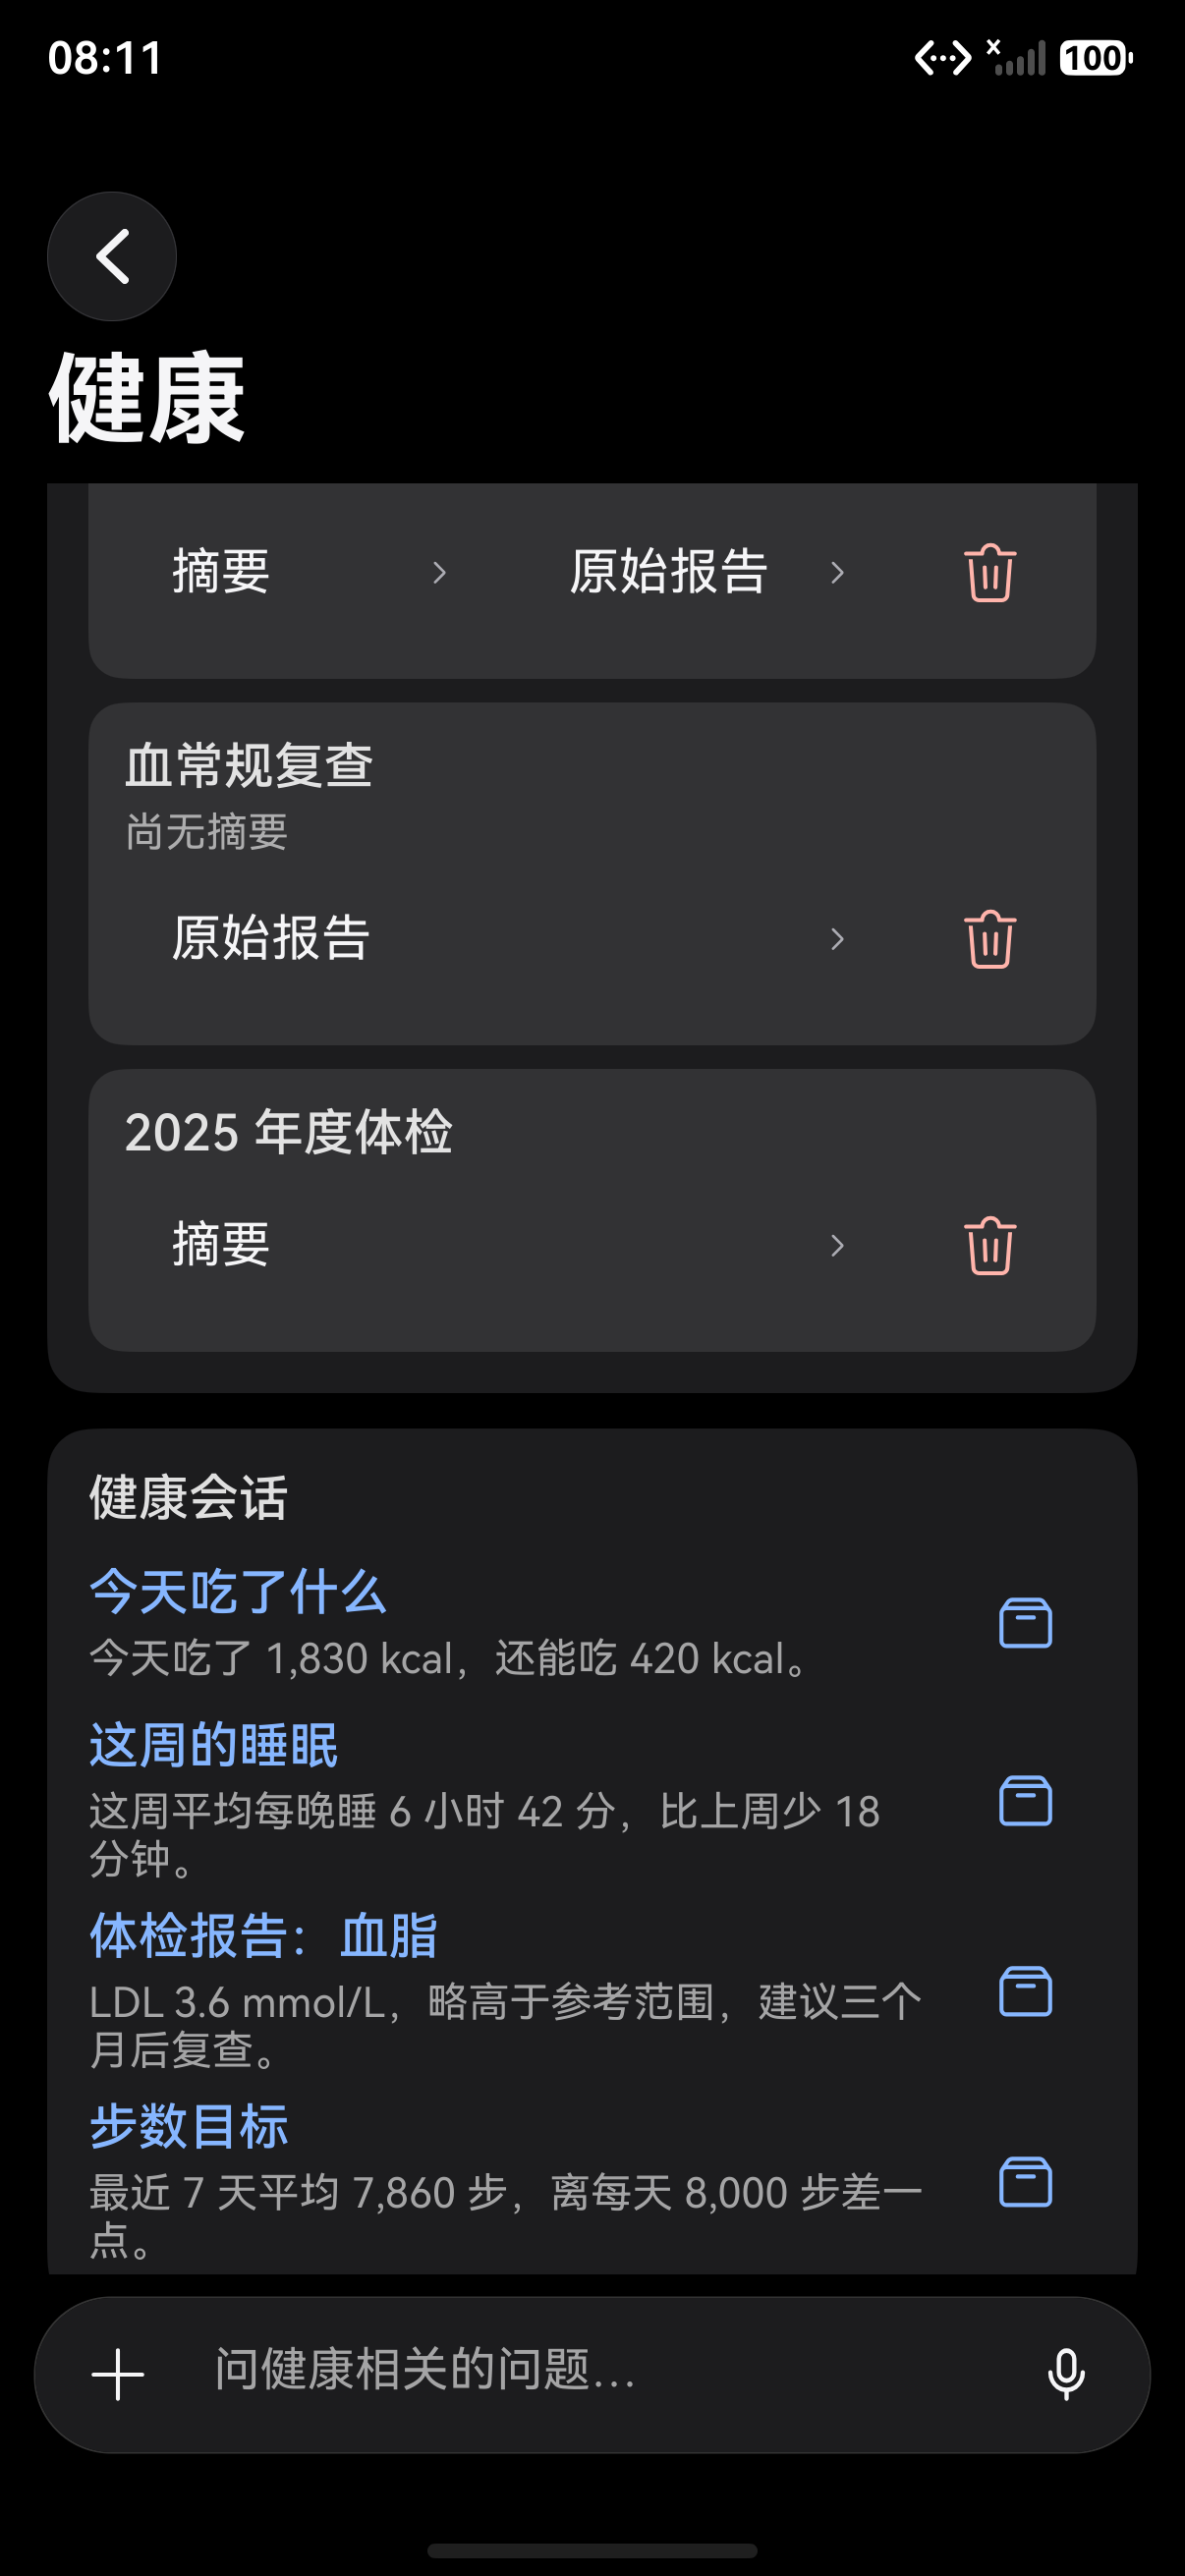 08:11
100
健康
摘要
原始报告
血常规复查
尚无摘要
原始报告
2025 年度体检
摘要
健康会话
今天吃了什么
今天吃了 1,830 kcal，还能吃 420 kcal。
这周的睡眠
这周平均每晚睡 6 小时 42 分，比上周少 18
分钟。
体检报告：血脂
LDL 3.6 mmol/L，略高于参考范围，建议三个
月后复查。
步数目标
最近 7 天平均 7,860 步，离每天 8,000 步差一
点。
问健康相关的问题…